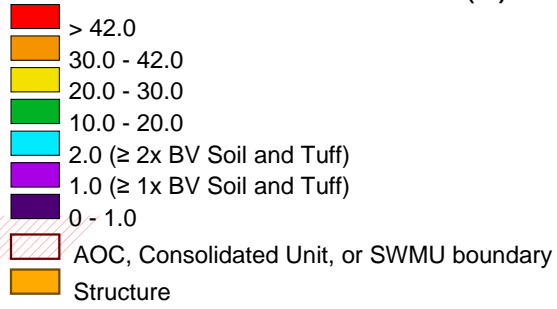 > 42.0
30.0 - 42.0
20.0 - 30.0
10.0 - 20.0
2.0 (≥ 2x BV Soil and Tuff)
1.0 (≥ 1x BV Soil and Tuff)
0 - 1.0
AOC, Consolidated Unit, or SWMU boundary
Structure